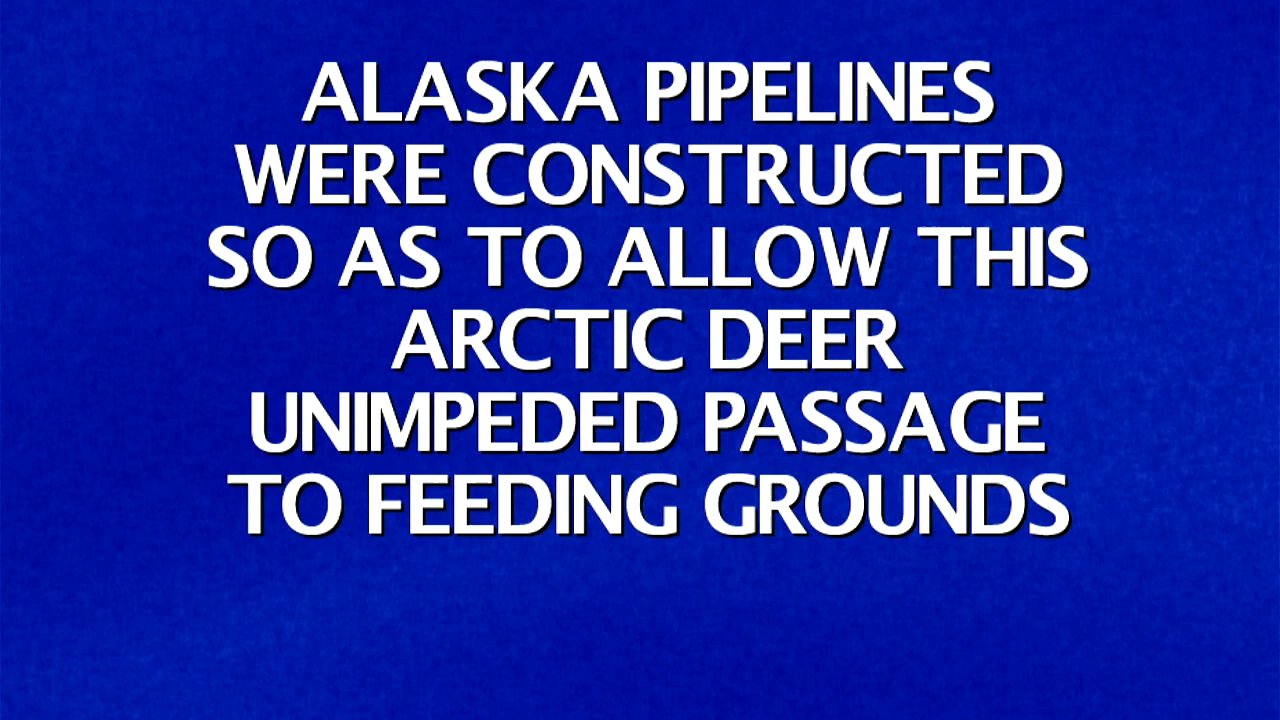 ALASKA PIPELINES
WERE CONSTRUCTED
SO AS TO ALLOW THIS
ARCTIC DEER
UNIMPEDED PASSAGE
TO FEEDING GROUNDS